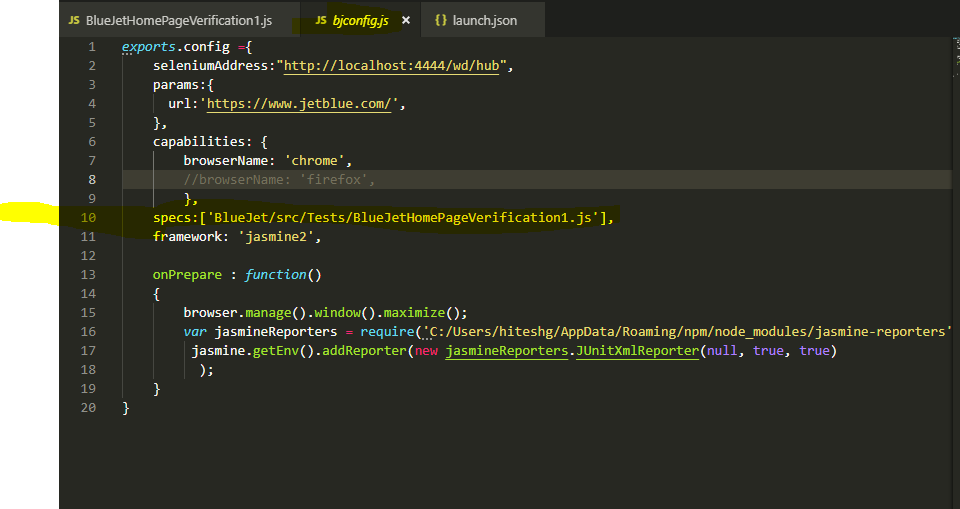 JS BlueJetHomePageVerification1.js JS bjconfig.js × {} launch.json
1 exports.config ={
2 seleniumAddress:"http://localhost:4444/wd/hub",
3 params:{
4 url:'https://www.jetblue.com/',
5 },
6 capabilities: {
7 browserName: 'chrome',
8 //browserName: 'firefox',
9 },
10 specs:['BlueJet/src/Tests/BlueJetHomePageVerification1.js'],
11 framework: 'jasmine2',
12
13 onPrepare : function()
14 {
15 browser.manage().window().maximize();
16 var jasmineReporters = require('C:/Users/hiteshg/AppData/Roaming/npm/node_modules/jasmine-reporters'
17 jasmine.getEnv().addReporter(new jasmineReporters.JUnitXmlReporter(null, true, true)
18 );
19 }
20 }